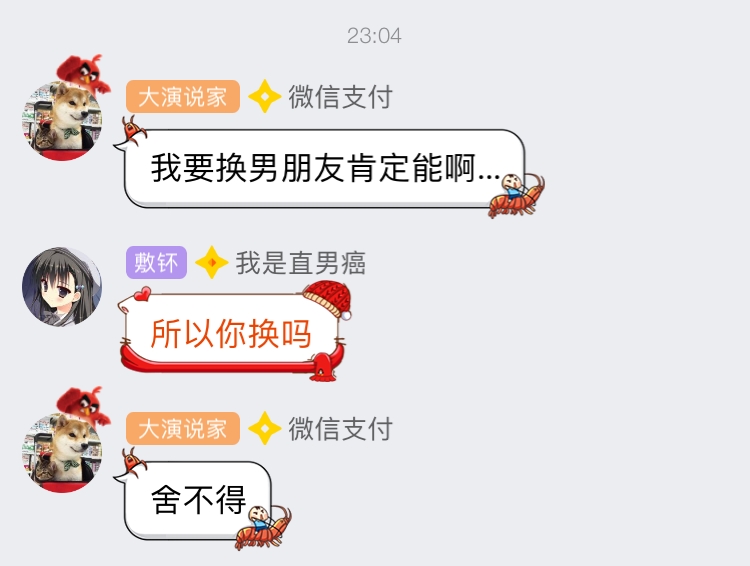 23:04
大演说家 微信支付
我要换男朋友肯定能啊...
敷钚 我是直男癌
所以你换吗
大演说家 微信支付
舍不得